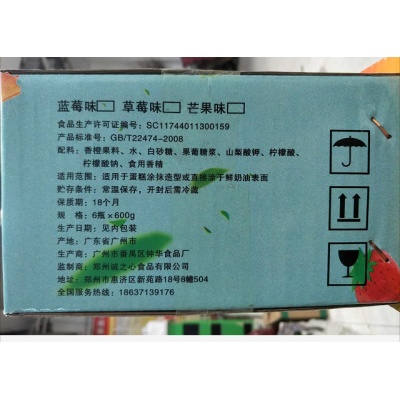 蓝莓味□ 草莓味□ 芒果味□
食品生产许可证编号：SC11744011300159
产品标准号：GB/T22474-2008
配料：香橙果料、水、白砂糖、果葡糖浆、山梨酸钾、柠檬酸、
柠檬酸钠、食用香精
适用范围：适用于蛋糕涂抹造型或直接涂于鲜奶油表面
贮存条件：常温保存，开封后需冷藏
保质期：18个月
规 格：6瓶×600g
生产日期：见内包装
产 地：广东省广州市
生产商：广州市番禺区钟华食品厂
监制商：郑州诚之心食品有限公司
地 址：郑州市惠济区新苑路18号8幢504
全国服务热线：18637139176